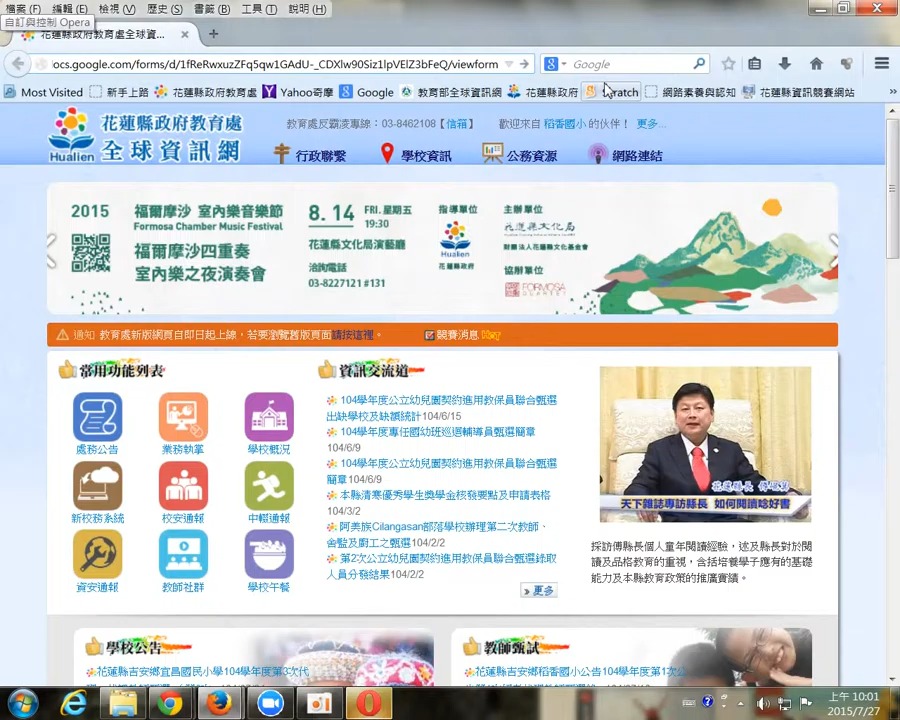 檔案 (F) 編輯 (E) 檢視 (V) 歷史 (S) 書籤 (B) 工具 (T) 說明 (H)
自訂與控制 Opera
花蓮縣政府教育處全球資...
ocs.google.com/forms/d/1fReRwxuzZFq5qw1GAdU-_CDXlw90Siz1lpVElZ3bFeQ/viewform
Google
Most Visited 新手上路 花蓮縣政府教育處 Yahoo奇摩 Google 教育部全球資訊網 花蓮縣政府 Scratch 網路素養與認知 花蓮縣資訊競賽網站
Hualien
花蓮縣政府教育處
全球資訊網
教育處反霸凌專線：03-8462108【信箱】
歡迎來自 稻香國小 的伙伴！ 更多...
行政聯繫 學校資訊 公務資源 網路連結
2015
福爾摩沙 室內樂音樂節
Formosa Chamber Music Festival
福爾摩沙四重奏
室內樂之夜演奏會
8.14 FRI. 星期五
19:30
花蓮縣文化局演藝廳
洽詢電話
03-8227121 #131
指導單位
Hualien
花蓮縣政府
主辦單位
花蓮縣文化局
財團法人花蓮縣文化基金會
協辦單位
FORMOSA
QUARTET
通知 教育處新版網頁自即日起上線，若要瀏覽舊版頁面請按這裡。
競賽消息 Hot
常用功能列表
處務公告 業務執掌 學校概況
新校務系統 校安通報 中輟通報
資安通報 教師社群 學校午餐
資訊交流道
104學年度公立幼兒園契約進用教保員聯合甄選
出缺學校及缺額統計104/6/15
104學年度專任國幼班巡迴輔導員甄選簡章
104/6/9
104學年度公立幼兒園契約進用教保員聯合甄選
簡章104/6/9
本縣清寒優秀學生獎學金核發要點及申請表格
104/3/2
阿美族Cilangasan部落學校辦理第二次教師、
舍監及廚工之甄選104/2/2
第2次公立幼兒園契約進用教保員聯合甄選錄取
人員分發結果104/2/2
» 更多
天下雜誌專訪縣長 如何閱讀唸好書
採訪傅縣長個人童年閱讀經驗，述及縣長對於閱
讀及品格教育的重視，含括培養學子應有的基礎
能力及本縣教育政策的推廣實績。
學校公告
花蓮縣吉安鄉宜昌國民小學104學年度第3次代
教師甄試
花蓮縣吉安鄉稻香國小公告104學年度第1次
上午 10:01
2015/7/27